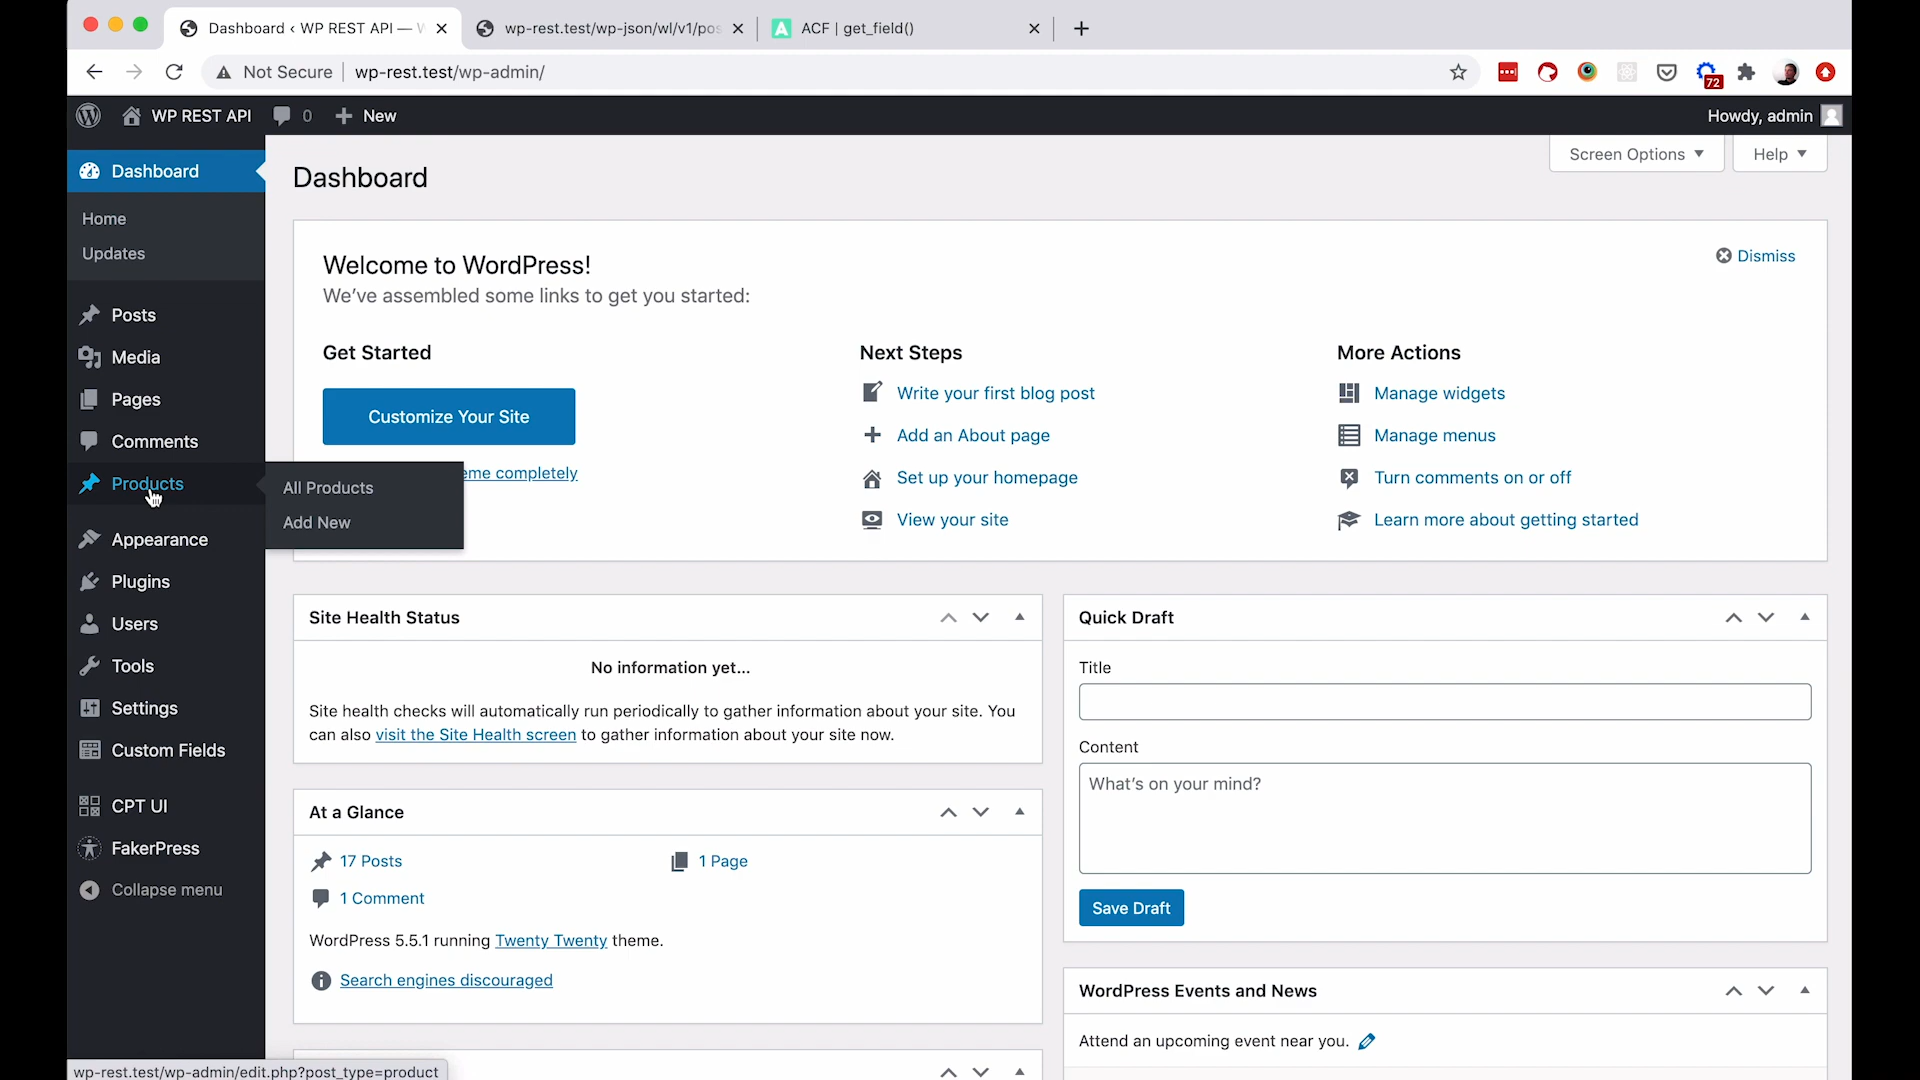 Dashboard ‹ WP REST API —
wp-rest.test/wp-json/wl/v1/pos
ACF | get_field()
Not Secure
wp-rest.test/wp-admin/
72
WP REST API
0
New
Howdy, admin
Dashboard
Home
Updates
Posts
Media
Pages
Comments
Products
All Products
Add New
Appearance
Plugins
Users
Tools
Settings
Custom Fields
CPT UI
FakerPress
Collapse menu
Dashboard
Screen Options
Help
Welcome to WordPress!
We've assembled some links to get you started:
Dismiss
Get Started
Customize Your Site
eme completely
Next Steps
Write your first blog post
Add an About page
Set up your homepage
View your site
More Actions
Manage widgets
Manage menus
Turn comments on or off
Learn more about getting started
Site Health Status
No information yet...
Site health checks will automatically run periodically to gather information about your site. You
can also visit the Site Health screen to gather information about your site now.
At a Glance
17 Posts
1 Page
1 Comment
WordPress 5.5.1 running Twenty Twenty theme.
Search engines discouraged
Quick Draft
Title
Content
What's on your mind?
Save Draft
WordPress Events and News
Attend an upcoming event near you.
wp-rest.test/wp-admin/edit.php?post_type=product